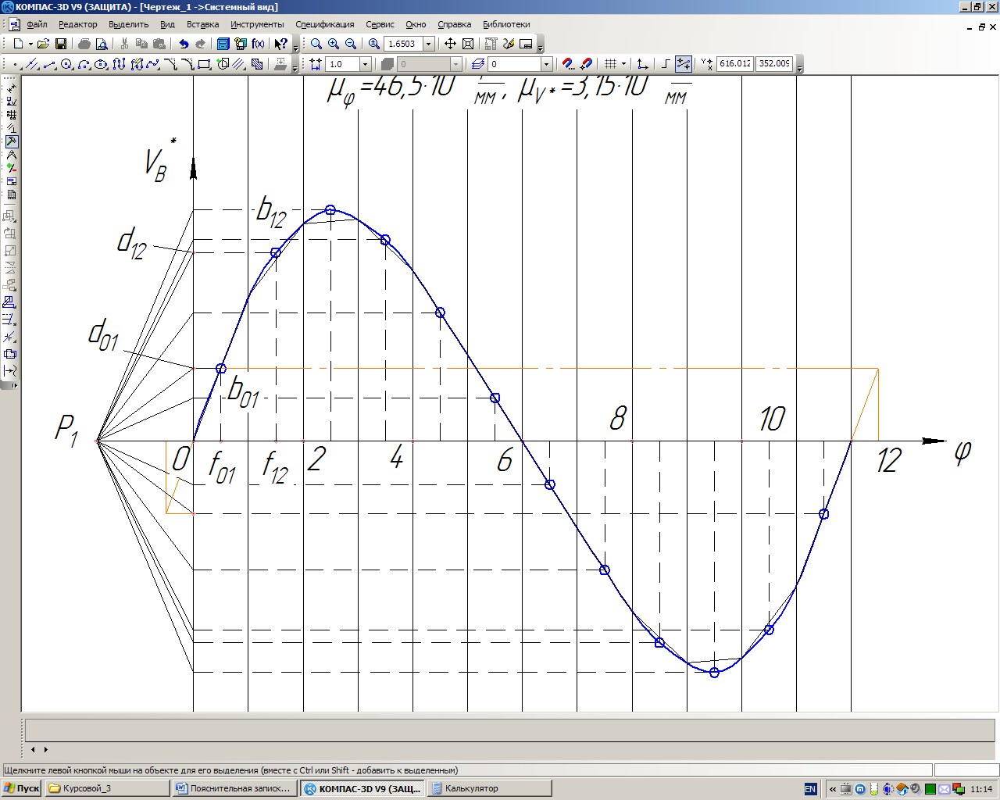 КОМПАС-3D V9 (ЗАЩИТА) - [Чертеж_1 ->Системный вид]
Файл Редактор Выделить Вид Вставка Инструменты Спецификация Сервис Окно Справка Библиотеки
1.6503 f(x)
1.0 0 0 616.012 352.009
μφ=46,5·10 мм , μV*=3,15·10 мм
VB*
b12
d12
d01
b01
P1
8 10
0 f01 f12 2 4 6 12 φ
Щелкните левой кнопкой мыши на объекте для его выделения (вместе с Ctrl или Shift - добавить к выделенным)
Пуск Курсовой_3 Пояснительная записк... КОМПАС-3D V9 (ЗАЩ... Калькулятор EN « 11:14